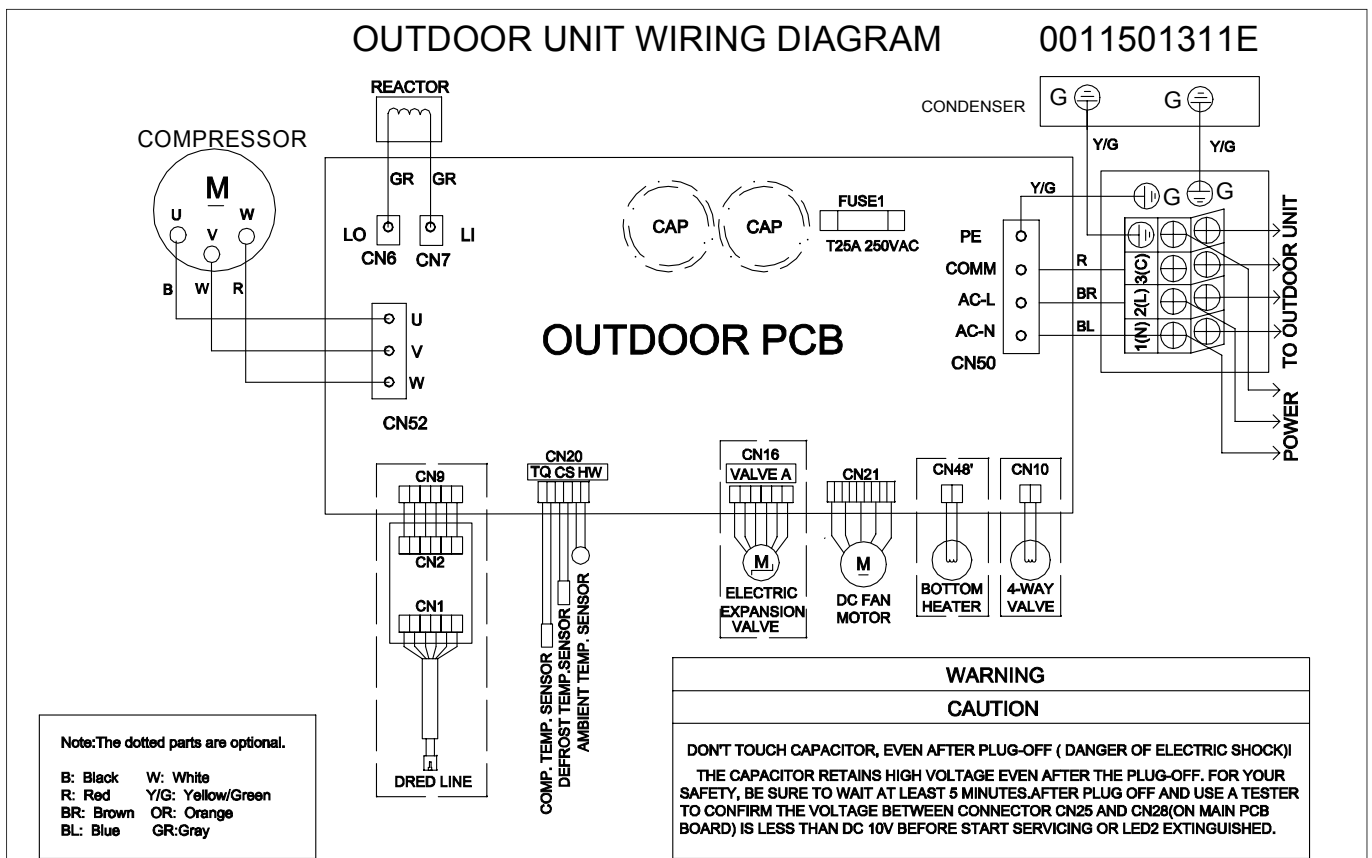 OUTDOOR UNIT WIRING DIAGRAM 0011501311E
REACTOR
COMPRESSOR
M
U
V
W
B W R
GR GR
LO
CN6
CN7
LI
U
V
W
CN52
CAP
CAP
FUSE1
T25A 250VAC
OUTDOOR PCB
CONDENSER
G
G
Y/G
Y/G
Y/G
G
G
PE
COMM
AC-L
AC-N
CN50
R
BR
BL
3(C)
2(L)
1(N)
TO OUTDOOR UNIT
POWER
CN9
CN2
CN1
DRED LINE
CN20
TQ CS HW
COMP. TEMP. SENSOR
DEFROST TEMP.SENSOR
AMBIENT TEMP. SENSOR
CN16
VALVE A
M
ELECTRIC
EXPANSION
VALVE
CN21
M
DC FAN
MOTOR
CN48'
BOTTOM
HEATER
CN10
4-WAY
VALVE
Note:The dotted parts are optional.
B: Black W: White
R: Red Y/G: Yellow/Green
BR: Brown OR: Orange
BL: Blue GR:Gray
WARNING
CAUTION
DON'T TOUCH CAPACITOR, EVEN AFTER PLUG-OFF ( DANGER OF ELECTRIC SHOCK)!
THE CAPACITOR RETAINS HIGH VOLTAGE EVEN AFTER THE PLUG-OFF. FOR YOUR
SAFETY, BE SURE TO WAIT AT LEAST 5 MINUTES.AFTER PLUG OFF AND USE A TESTER
TO CONFIRM THE VOLTAGE BETWEEN CONNECTOR CN25 AND CN28(ON MAIN PCB
BOARD) IS LESS THAN DC 10V BEFORE START SERVICING OR LED2 EXTINGUISHED.